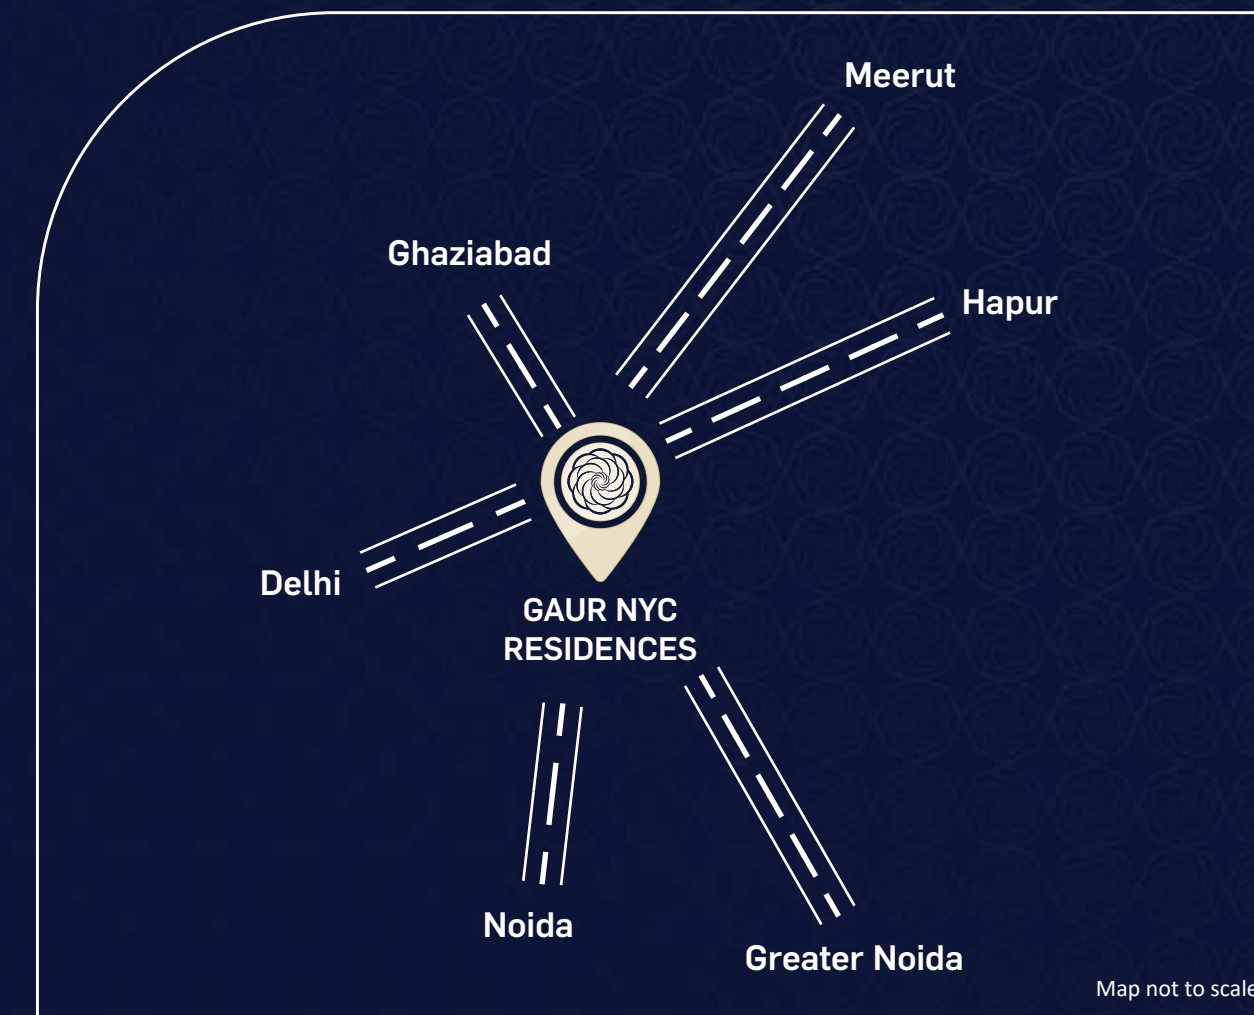 Meerut
Ghaziabad
Hapur
Delhi
GAUR NYC
RESIDENCES
Noida
Greater Noida
Map not to scale